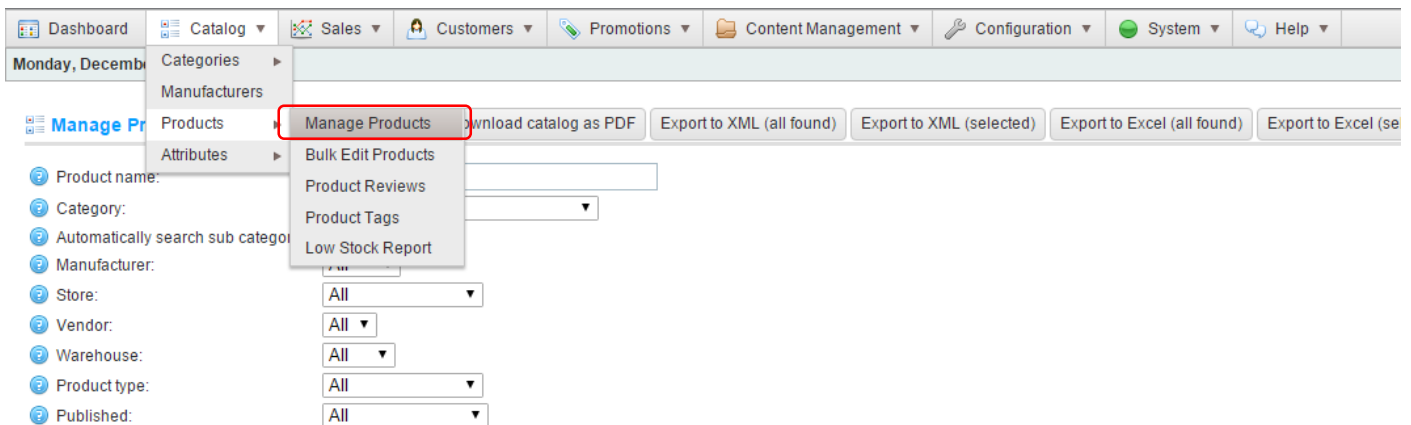 Dashboard Catalog Sales Customers Promotions Content Management Configuration System Help
Monday, Decembe
Categories
Manufacturers
Products
Attributes
Manage Pr
Manage Products
Bulk Edit Products
Product Reviews
Product Tags
Low Stock Report
wnload catalog as PDF Export to XML (all found) Export to XML (selected) Export to Excel (all found) Export to Excel (se
Product name:
Category:
Automatically search sub categor
Manufacturer: All
Store: All
Vendor: All
Warehouse: All
Product type: All
Published: All